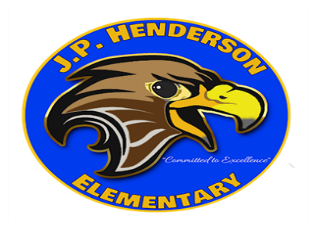 J.P. HENDERSON
"Committed to Excellence"
ELEMENTARY